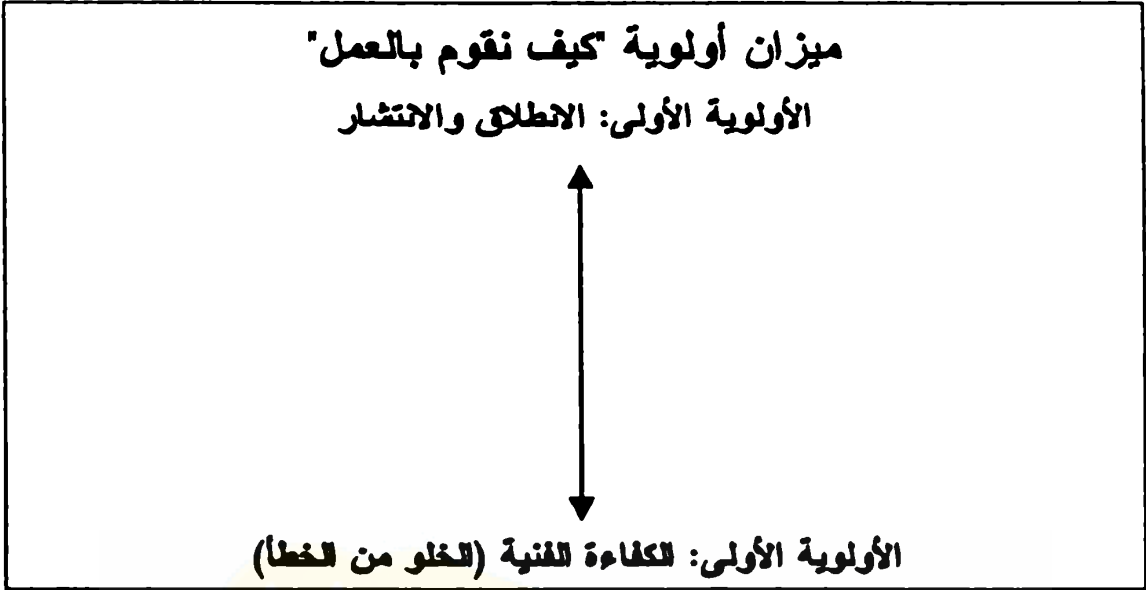 ميزان أولوية "كيف نقوم بالعمل"
الأولوية الأولى: الانطلاق والانتشار
الأولوية الأولى: الكفاءة الفنية (الخلو من الخطأ)